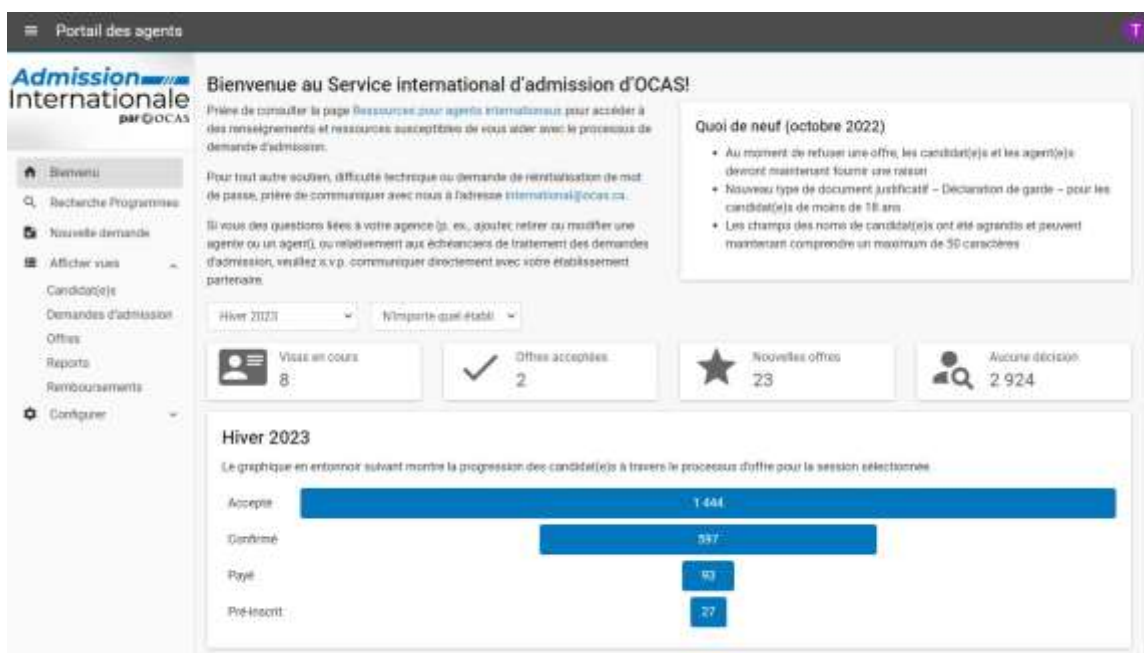 Portail des agents
T
Admission
Internationale
par OCAS
Bienvenu
Recherche Programmes
Nouvelle demande
Afficher vues
Candidat(e)s
Demandes d'admission
Offres
Reports
Remboursements
Configurer
Bienvenue au Service international d'admission d'OCAS!
Prière de consulter la page Ressources pour agents internationaux pour accéder à
des renseignements et ressources susceptibles de vous aider avec le processus de
demande d'admission.
Pour tout autre soutien, difficulté technique ou demande de réinitialisation de mot
de passe, prière de communiquer avec nous à l'adresse international@ocas.ca.
Si vous des questions liées à votre agence (p. ex., ajouter, retirer ou modifier une
agente ou un agent), ou relativement aux échéanciers de traitement des demandes
d'admission, veuillez s.v.p. communiquer directement avec votre établissement
partenaire.
Quoi de neuf (octobre 2022)
• Au moment de refuser une offre, les candidat(e)s et les agent(e)s
devront maintenant fournir une raison
• Nouveau type de document justificatif – Déclaration de garde – pour les
candidat(e)s de moins de 18 ans
• Les champs des noms de candidat(e)s ont été agrandis et peuvent
maintenant comprendre un maximum de 50 caractères
Hiver 2023
N'importe quel établi
Visas en cours
8
Offres acceptées
2
Nouvelles offres
23
Aucune décision
2 924
Hiver 2023
Le graphique en entonnoir suivant montre la progression des candidat(e)s à travers le processus d'offre pour la session sélectionnée
Accepté
1 444
Confirmé
597
Payé
93
Pré-inscrit
27